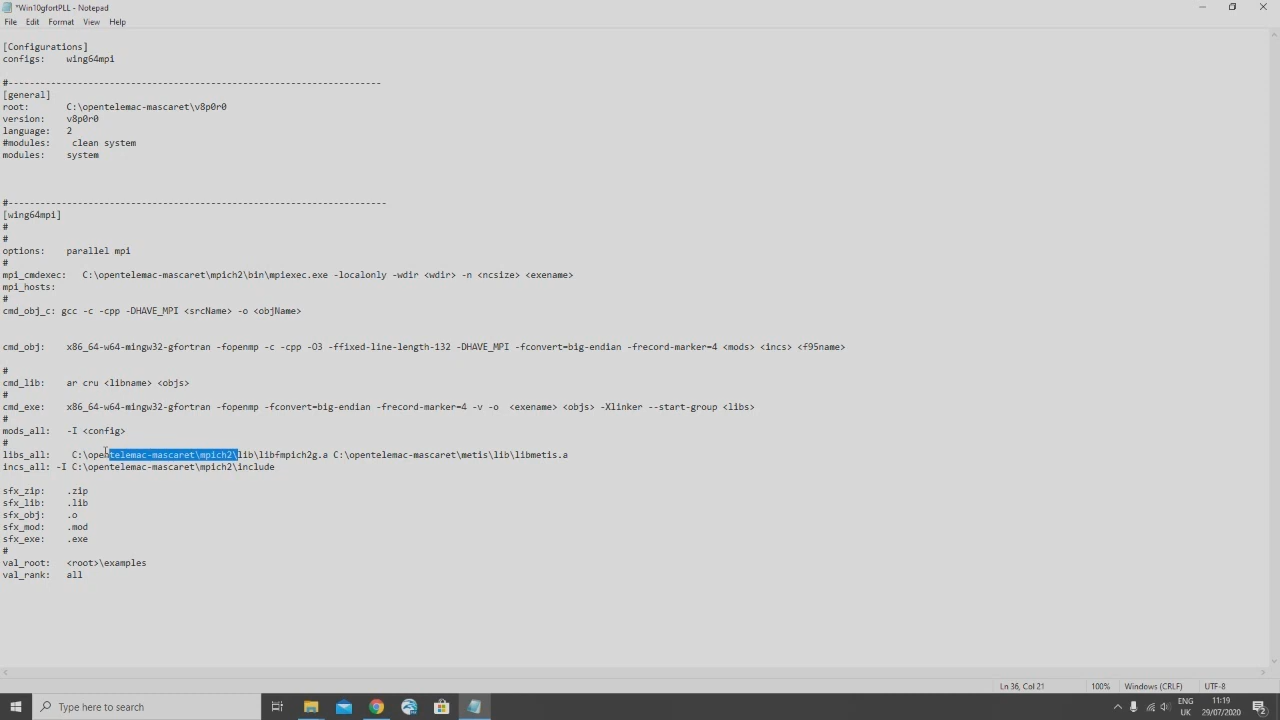 *Win10gfortPLL - Notepad
File Edit Format View Help
[Configurations]
configs: wing64mpi
#-----------------------------------------------------------------------
[general]
root: C:\opentelemac-mascaret\v8p0r0
version: v8p0r0
language: 2
#modules: clean system
modules: system
#------------------------------------------------------------------------
[wing64mpi]
#
#
options: parallel mpi
#
mpi_cmdexec: C:\opentelemac-mascaret\mpich2\bin\mpiexec.exe -localonly -wdir <wdir> -n <ncsize> <exename>
mpi_hosts:
#
cmd_obj_c: gcc -c -cpp -DHAVE_MPI <srcName> -o <objName>
cmd_obj: x86_64-w64-mingw32-gfortran -fopenmp -c -cpp -O3 -ffixed-line-length-132 -DHAVE_MPI -fconvert=big-endian -frecord-marker=4 <mods> <incs> <f95name>
#
cmd_lib: ar cru <libname> <objs>
#
cmd_exe: x86_64-w64-mingw32-gfortran -fopenmp -fconvert=big-endian -frecord-marker=4 -v -o <exename> <objs> -Xlinker --start-group <libs>
#
mods_all: -I <config>
#
libs_all: C:\opentelemac-mascaret\mpich2\lib\libfmpich2g.a C:\opentelemac-mascaret\metis\lib\libmetis.a
incs_all: -I C:\opentelemac-mascaret\mpich2\include
sfx_zip: .zip
sfx_lib: .lib
sfx_obj: .o
sfx_mod: .mod
sfx_exe: .exe
#
val_root: <root>\examples
val_rank: all
Ln 36, Col 21 100% Windows (CRLF) UTF-8
Type here to search
ENG 11:19
UK 29/07/2020 2